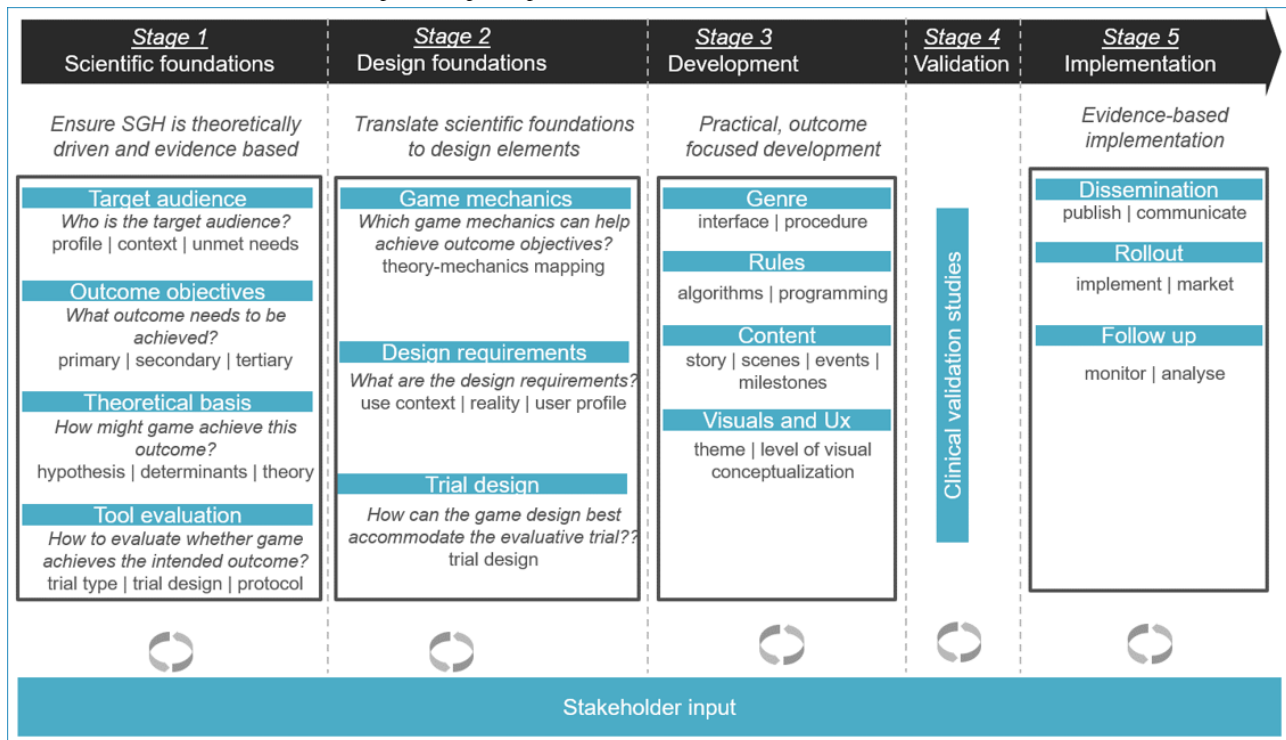 Stage 1
Scientific foundations
Stage 2
Design foundations
Stage 3
Development
Stage 4
Validation
Stage 5
Implementation
Ensure SGH is theoretically
driven and evidence based
Target audience
Who is the target audience?
profile | context | unmet needs
Outcome objectives
What outcome needs to be
achieved?
primary | secondary | tertiary
Theoretical basis
How might game achieve this
outcome?
hypothesis | determinants | theory
Tool evaluation
How to evaluate whether game
achieves the intended outcome?
trial type | trial design | protocol
Translate scientific foundations
to design elements
Game mechanics
Which game mechanics can help
achieve outcome objectives?
theory-mechanics mapping
Design requirements
What are the design requirements?
use context | reality | user profile
Trial design
How can the game design best
accommodate the evaluative trial??
trial design
Practical, outcome
focused development
Genre
interface | procedure
Rules
algorithms | programming
Content
story | scenes | events |
milestones
Visuals and Ux
theme | level of visual
conceptualization
Clinical validation studies
Evidence-based
implementation
Dissemination
publish | communicate
Rollout
implement | market
Follow up
monitor | analyse
Stakeholder input